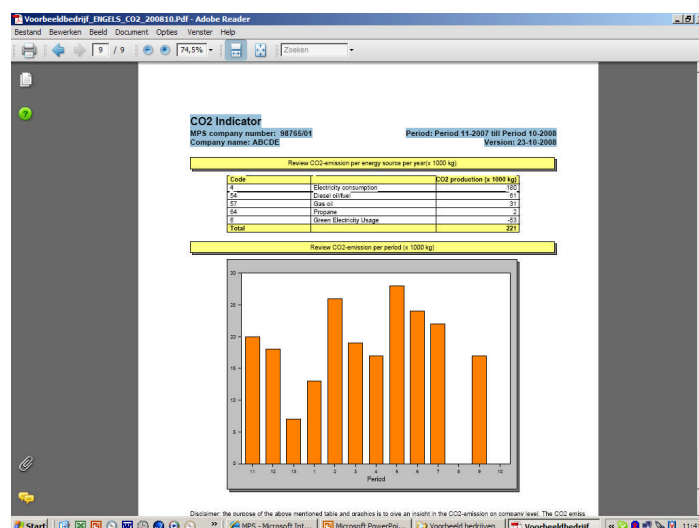 Voorbeeldbedrijf_ENGELS_CO2_200810.Pdf - Adobe Reader
Bestand Bewerken Beeld Document Opties Venster Help
9 / 9 74,5% Zoeken
CO2 Indicator
MPS company number: 98765/01 Period: Period 11-2007 till Period 10-2008
Company name: ABCDE Version: 23-10-2008
Review CO2-emission per energy source per year(x 1000 kg)
Code CO2 production (x 1000 kg)
4 Electricity consumption 180
54 Diesel oil/fuel 61
57 Gas oil 31
64 Propane 2
6 Green Electricity Usage -53
Total 221
Review CO2-emission per period (x 1000 kg)
30
25
20
15
10
5
0
11 12 13 1 2 3 4 5 6 7 8 9 10
Period
Disclaimer: the purpose of the above mentioned table and graphics is to give an insight in the CO2-emission on company level. The CO2 emiss
Start MPS - Microsoft Int... Microsoft PowerPoi... Voorbeeld bedrijven Voorbeeldbedrijf